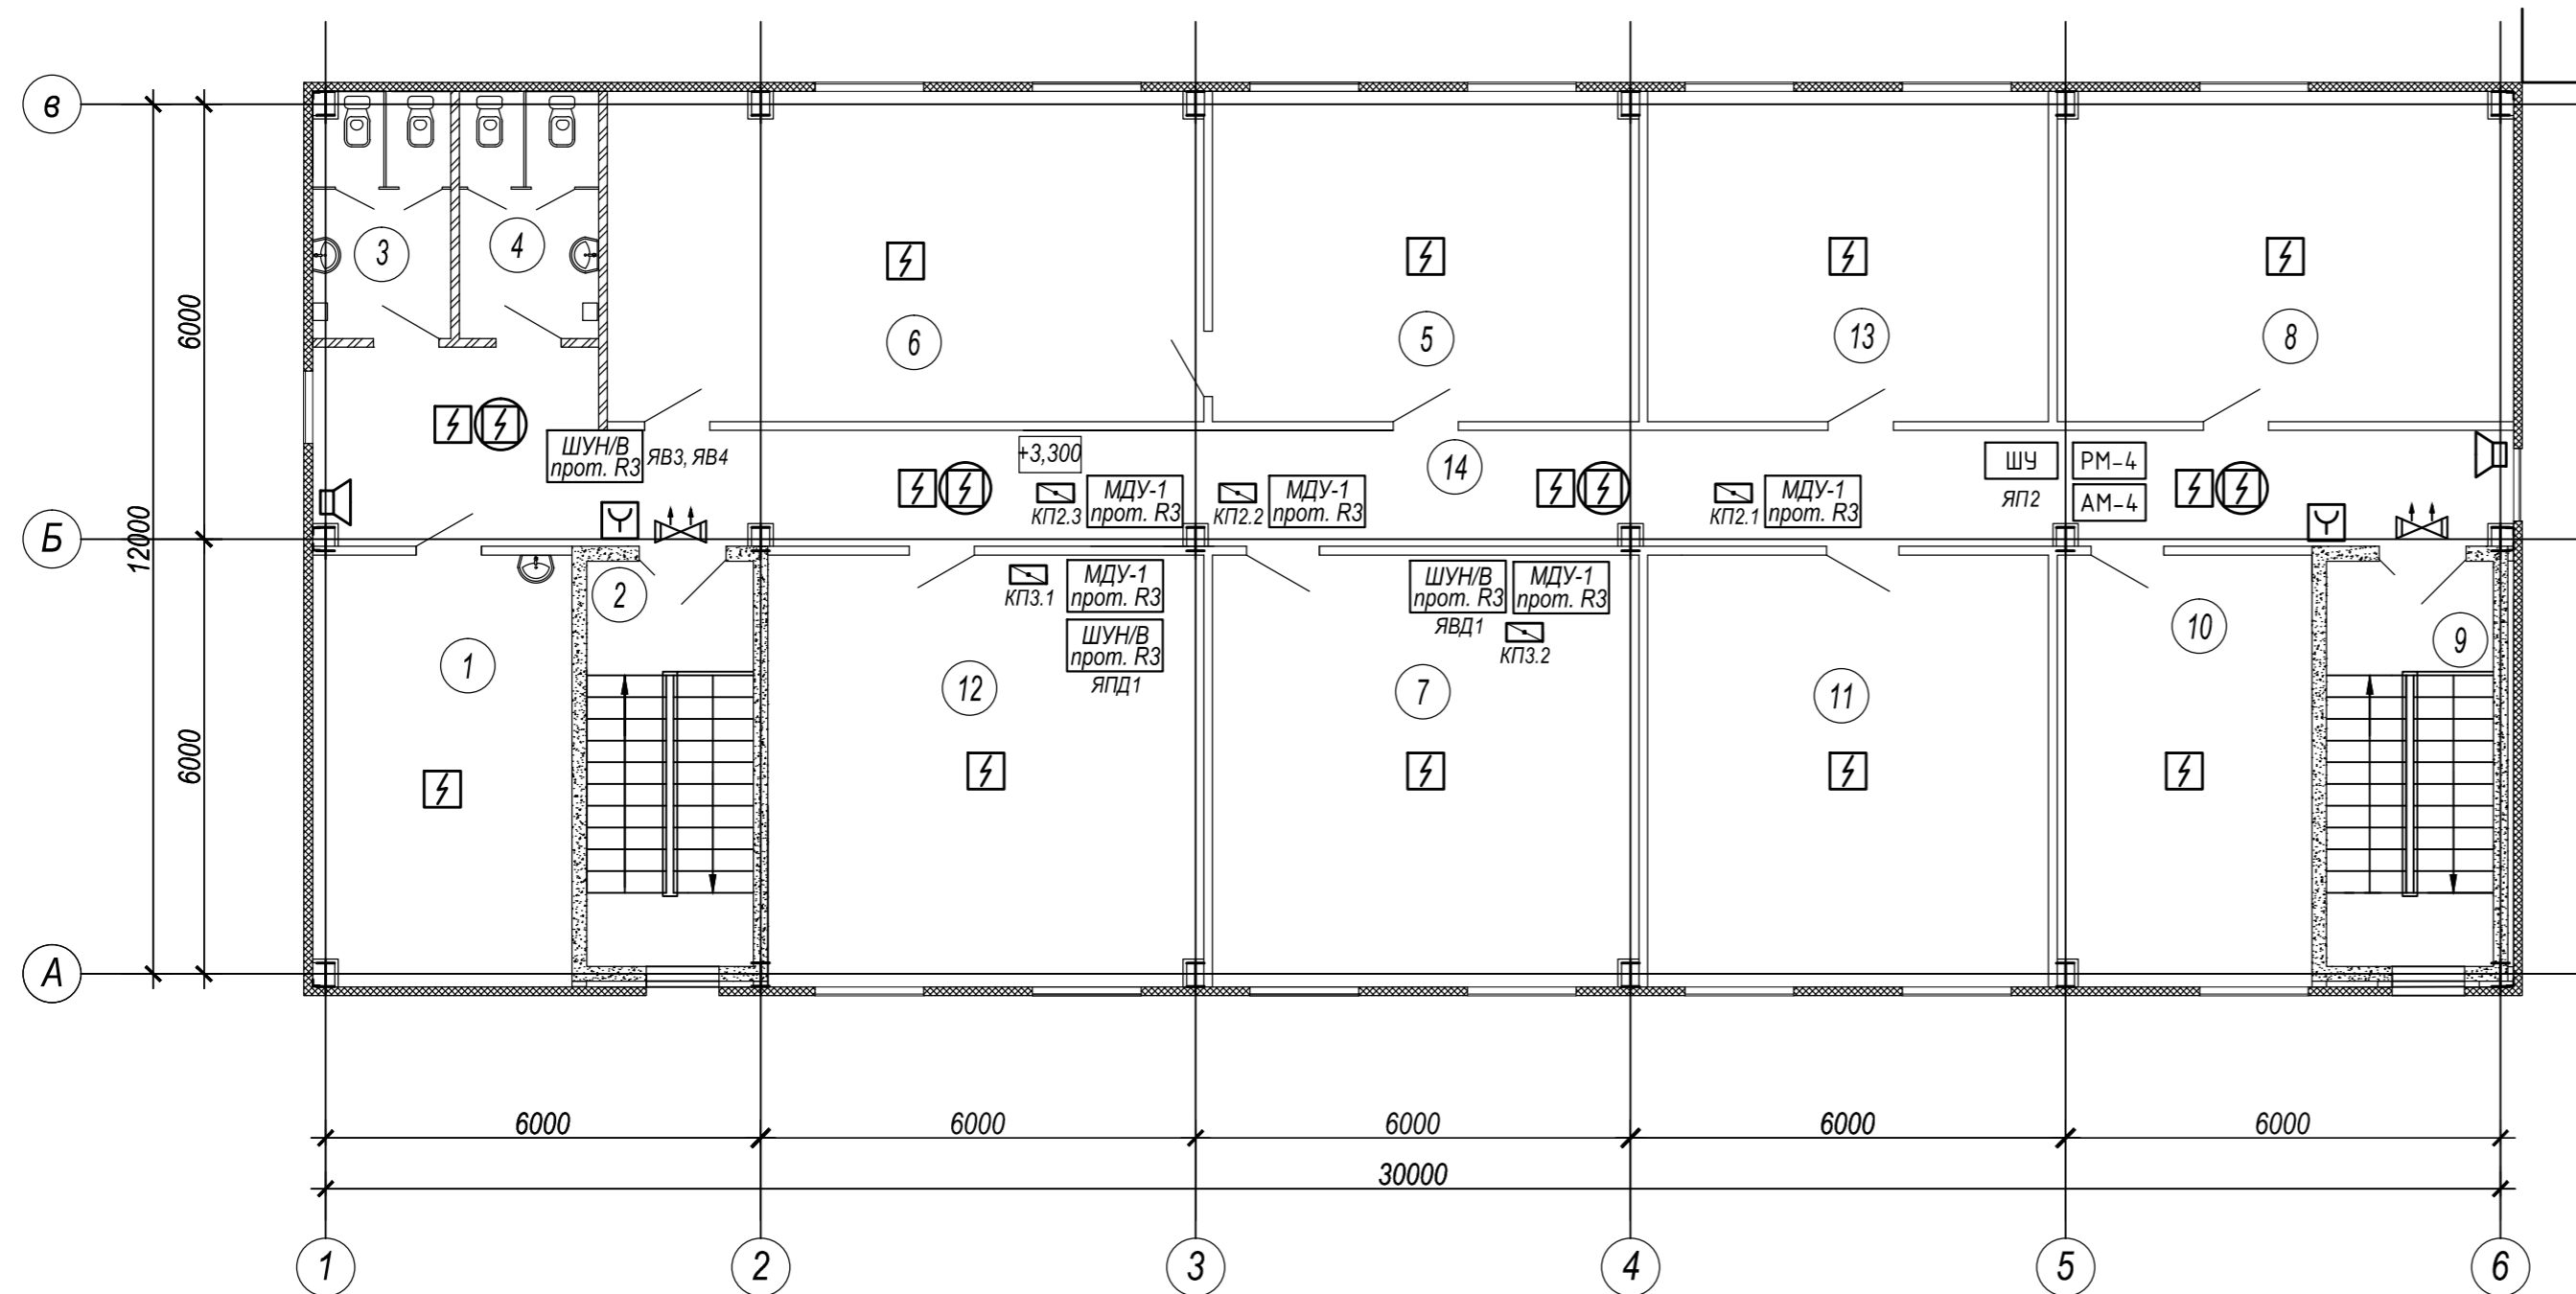 в
3
4
6
5
13
8
6000
12000
ШУН/В
прот. R3
ЯВ3, ЯВ4
+3,300
КП2.3
МДУ-1
прот. R3
КП2.2
МДУ-1
прот. R3
14
КП2.1
МДУ-1
прот. R3
ШУ
ЯП2
РМ-4
АМ-4
Б
2
1
КП3.1
МДУ-1
прот. R3
ШУН/В
прот. R3
ЯПД1
12
ШУН/В
прот. R3
ЯВД1
МДУ-1
прот. R3
КП3.2
7
11
10
9
6000
А
6000
6000
6000
6000
6000
30000
1
2
3
4
5
6